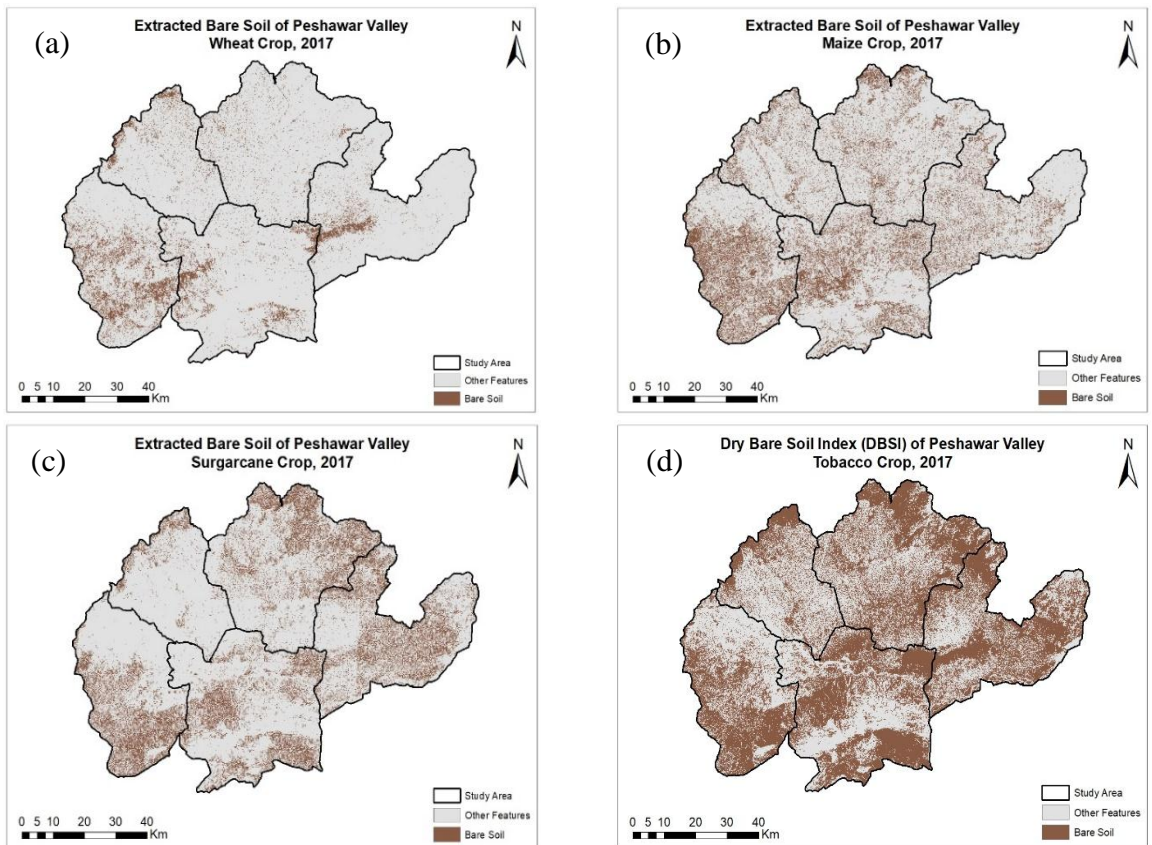 (a)
Extracted Bare Soil of Peshawar Valley
Wheat Crop, 2017
N
Study Area
Other Features
Bare Soil
0 5 10 20 30 40
Km
(b)
Extracted Bare Soil of Peshawar Valley
Maize Crop, 2017
N
Study Area
Other Features
Bare Soil
0 5 10 20 30 40
Km
(c)
Extracted Bare Soil of Peshawar Valley
Surgarcane Crop, 2017
N
Study Area
Other Features
Bare Soil
0 5 10 20 30 40
Km
(d)
Dry Bare Soil Index (DBSI) of Peshawar Valley
Tobacco Crop, 2017
N
Study Area
Other Features
Bare Soil
0 5 10 20 30 40
Km